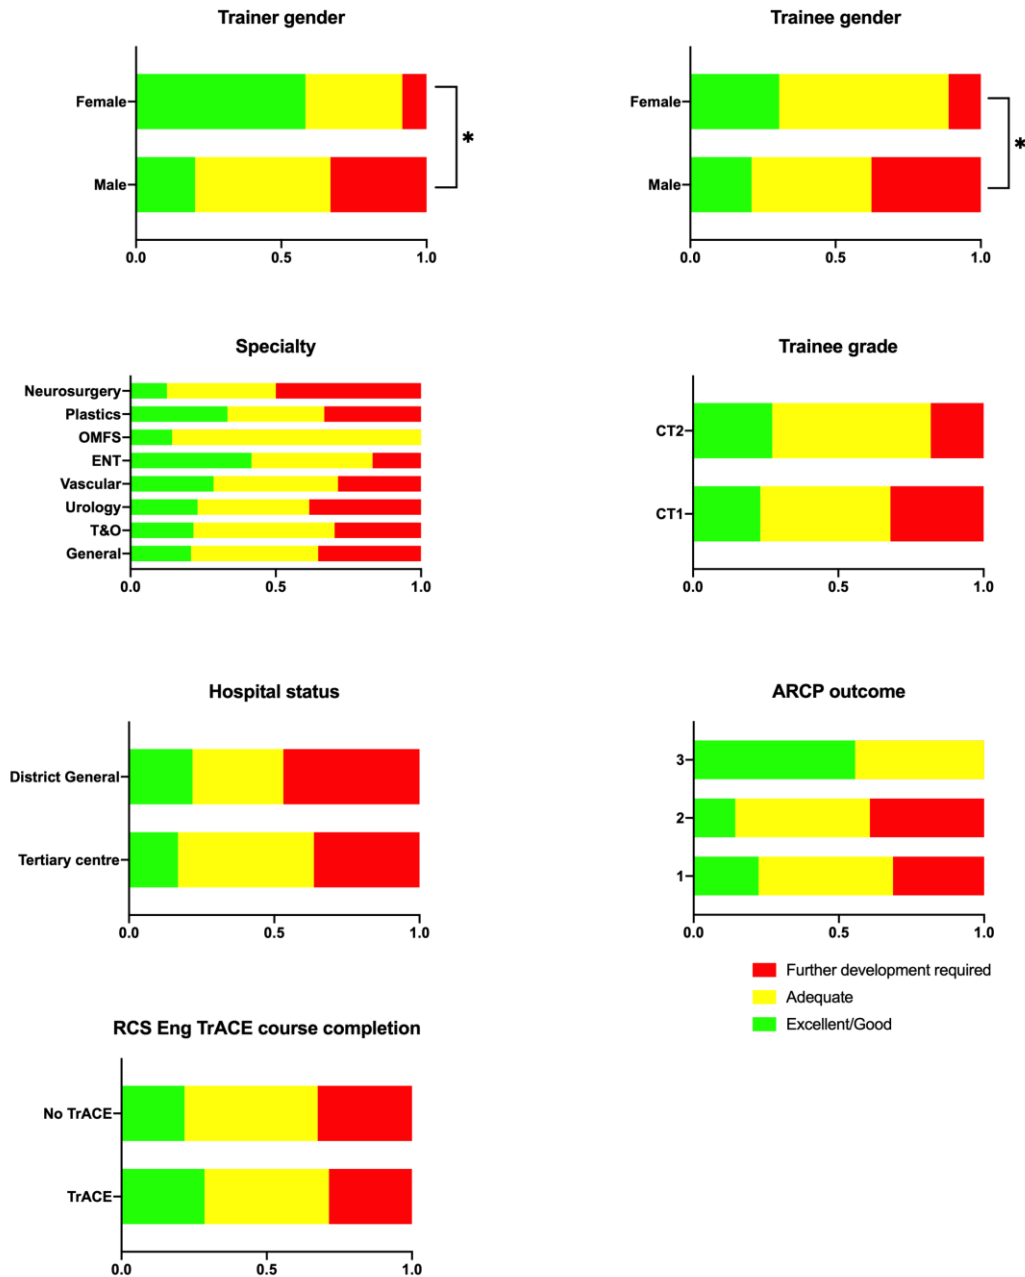 Trainer gender
Female
Male
*
0.0 0.5 1.0
Trainee gender
Female
Male
*
0.0 0.5 1.0
Specialty
Neurosurgery
Plastics
OMFS
ENT
Vascular
Urology
T&O
General
0.0 0.5 1.0
Trainee grade
CT2
CT1
0.0 0.5 1.0
Hospital status
District General
Tertiary centre
0.0 0.5 1.0
ARCP outcome
3
2
1
0.0 0.5 1.0
Further development required
Adequate
Excellent/Good
RCS Eng TrACE course completion
No TrACE
TrACE
0.0 0.5 1.0